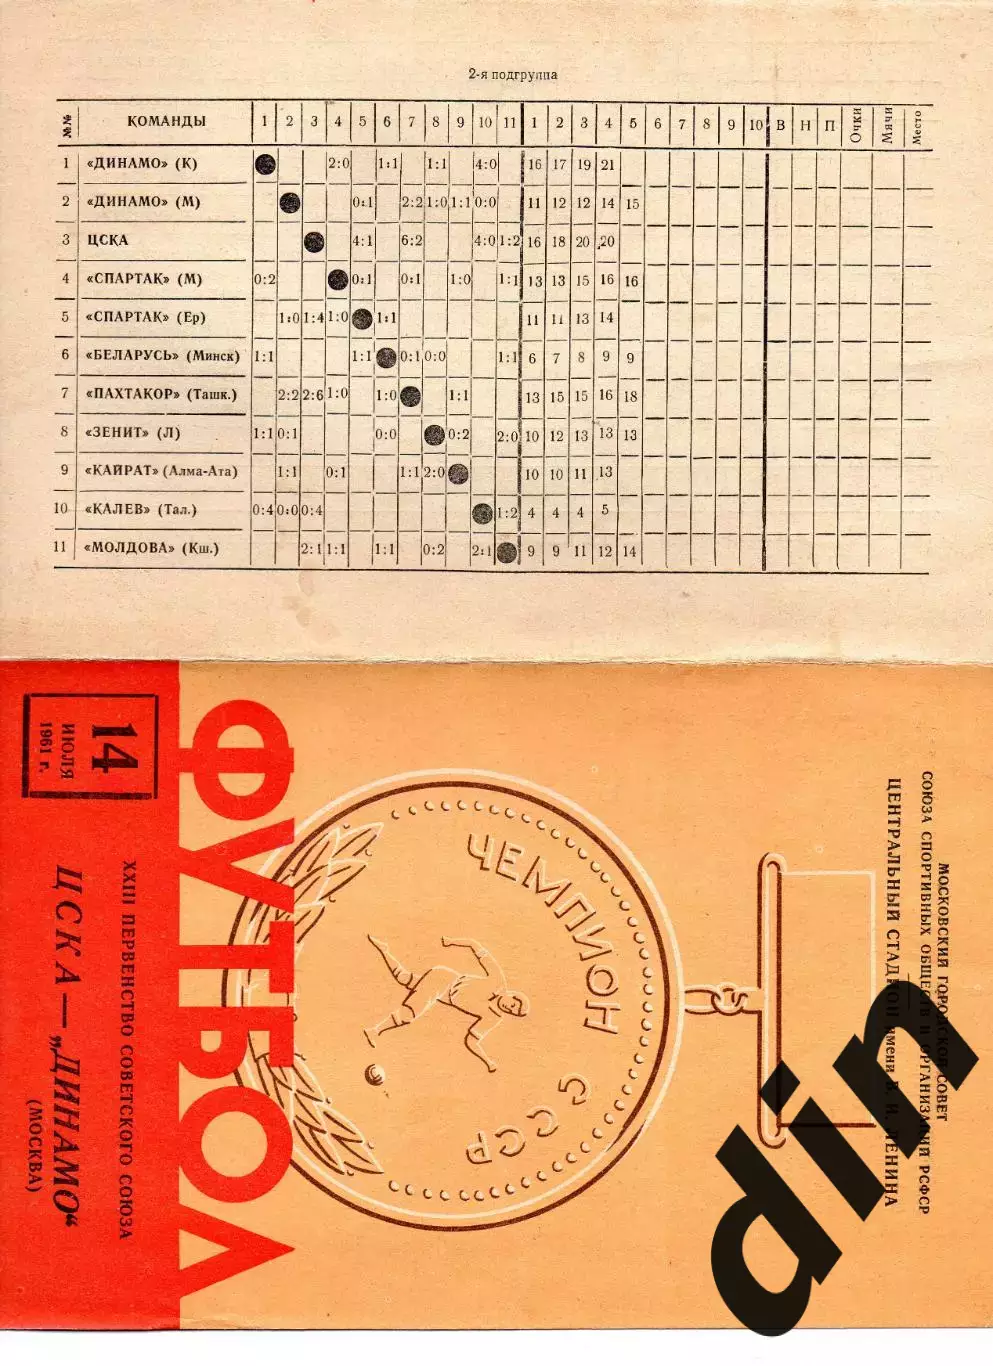 2-я подгруппа
№№ КОМАНДЫ 1 2 3 4 5 6 7 8 9 10 11 1 2 3 4 5 6 7 8 9 10 В Н П Очки Мячи Место
1 «ДИНАМО» (К) 2:0 1:1 1:1 4:0 16 17 19 21
2 «ДИНАМО» (М) 0:1 2:2 1:0 1:1 0:0 11 12 12 14 15
3 ЦСКА 4:1 6:2 4:0 1:2 16 18 20 20
4 «СПАРТАК» (М) 0:2 0:1 0:1 1:0 1:1 13 13 15 16 16
5 «СПАРТАК» (Ер) 1:0 1:4 1:0 1:1 11 11 13 14
6 «БЕЛАРУСЬ» (Минск) 1:1 1:1 0:1 0:0 1:1 6 7 8 9 9
7 «ПАХТАКОР» (Ташк.) 2:2 2:6 1:0 1:0 1:1 13 15 15 16 18
8 «ЗЕНИТ» (Л) 1:1 0:1 0:0 0:2 2:0 10 12 13 13 13
9 «КАЙРАТ» (Алма-Ата) 1:1 0:1 1:1 2:0 10 10 11 13
10 «КАЛЕВ» (Тал.) 0:4 0:0 0:4 1:2 4 4 4 5
11 «МОЛДОВА» (Кш.) 2:1 1:1 1:1 0:2 2:1 9 9 11 12 14
МОСКОВСКИЙ ГОРОДСКОЙ СОВЕТ
СОЮЗА СПОРТИВНЫХ ОБЩЕСТВ И ОРГАНИЗАЦИЙ РСФСР
ЦЕНТРАЛЬНЫЙ СТАДИОН имени В. И. ЛЕНИНА
ЧЕМПИОН
СССР
ФУТБОЛ
14
ИЮЛЯ
1961 г.
XXIII ПЕРВЕНСТВО СОВЕТСКОГО СОЮЗА
ЦСКА — „ДИНАМО“
(МОСКВА)
din